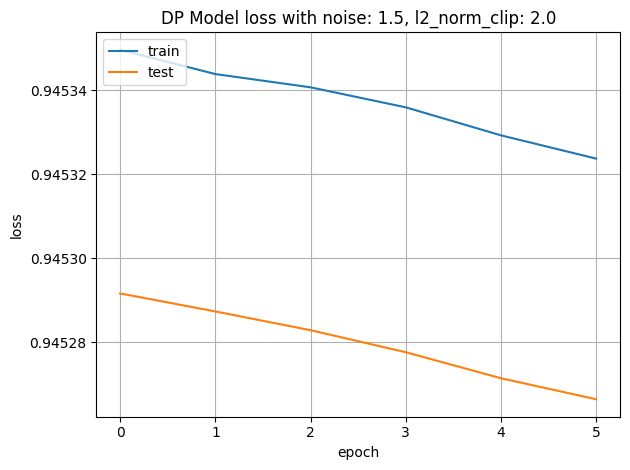 DP Model loss with noise: 1.5, l2_norm_clip: 2.0
train
test
0.94534
0.94532
0.94530
0.94528
loss
0 1 2 3 4 5
epoch